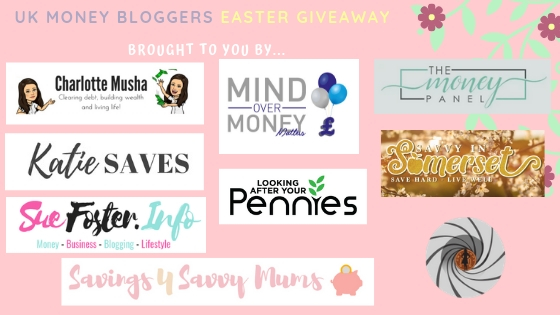 UK MONEY BLOGGERS EASTER GIVEAWAY
BROUGHT TO YOU BY...
Charlotte Musha
Clearing debt, building wealth
and living life!
MIND
OVER
MONEY
Matters
£
THE
money
PANEL
Katie SAVES
LOOKING
AFTER YOUR
Pennies
SAVVY IN
Somerset
SAVE HARD - LIVE WELL
Sue Foster.Info
Money - Business - Blogging - Lifestyle
Savings 4 Savvy Mums